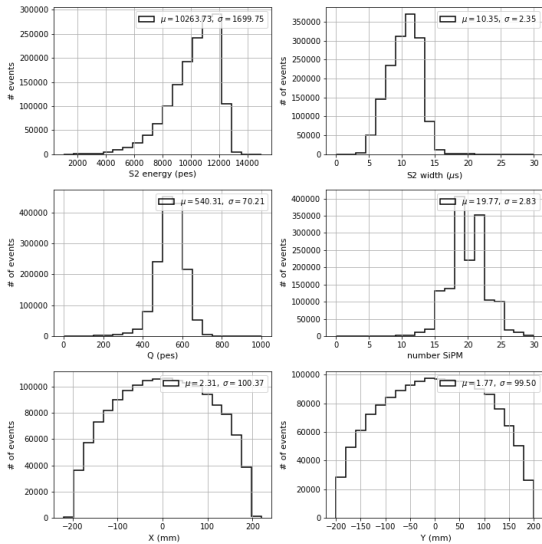 μ = 10263.73, σ = 1699.75
300000
250000
200000
150000
100000
50000
0
# of events
2000 4000 6000 8000 10000 12000 14000
S2 energy (pes)
μ = 10.35, σ = 2.35
350000
300000
250000
200000
150000
100000
50000
0
# of events
0 5 10 15 20 25 30
S2 width (μs)
μ = 540.31, σ = 70.21
400000
300000
200000
100000
0
# of events
0 200 400 600 800 1000
Q (pes)
μ = 19.77, σ = 2.83
400000
350000
300000
250000
200000
150000
100000
50000
0
# of events
0 5 10 15 20 25 30
number SiPM
μ = 2.31, σ = 100.37
100000
80000
60000
40000
20000
0
# of events
−200 −100 0 100 200
X (mm)
μ = 1.77, σ = 99.50
100000
80000
60000
40000
20000
0
# of events
−200 −150 −100 −50 0 50 100 150 200
Y (mm)